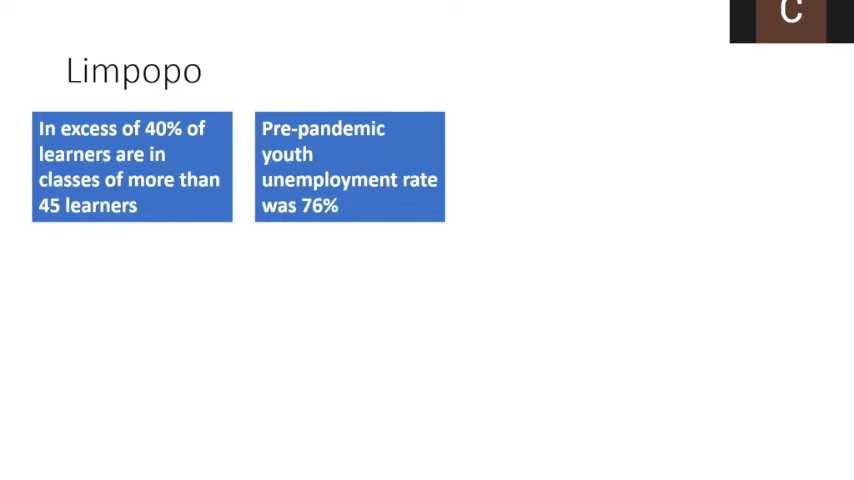 C
Limpopo
In excess of 40% of
learners are in
classes of more than
45 learners
Pre-pandemic
youth
unemployment rate
was 76%